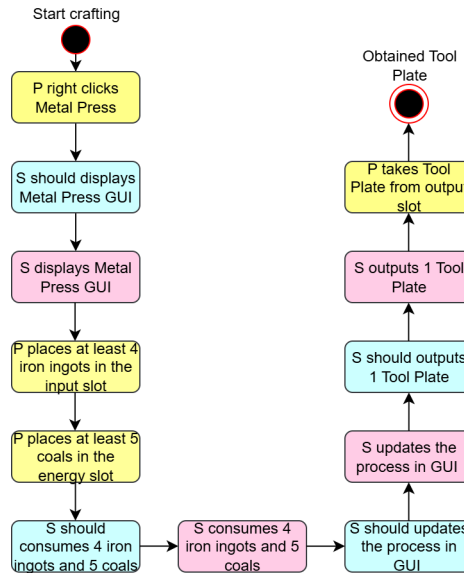 Start crafting
P right clicks
Metal Press
S should displays
Metal Press GUI
S displays Metal
Press GUI
P places at least 4
iron ingots in the
input slot
P places at least 5
coals in the
energy slot
S should
consumes 4 iron
ingots and 5 coals
S consumes 4
iron ingots and 5
coals
S should updates
the process in
GUI
S updates the
process in GUI
S should outputs
1 Tool Plate
S outputs 1 Tool
Plate
P takes Tool
Plate from output
slot
Obtained Tool
Plate